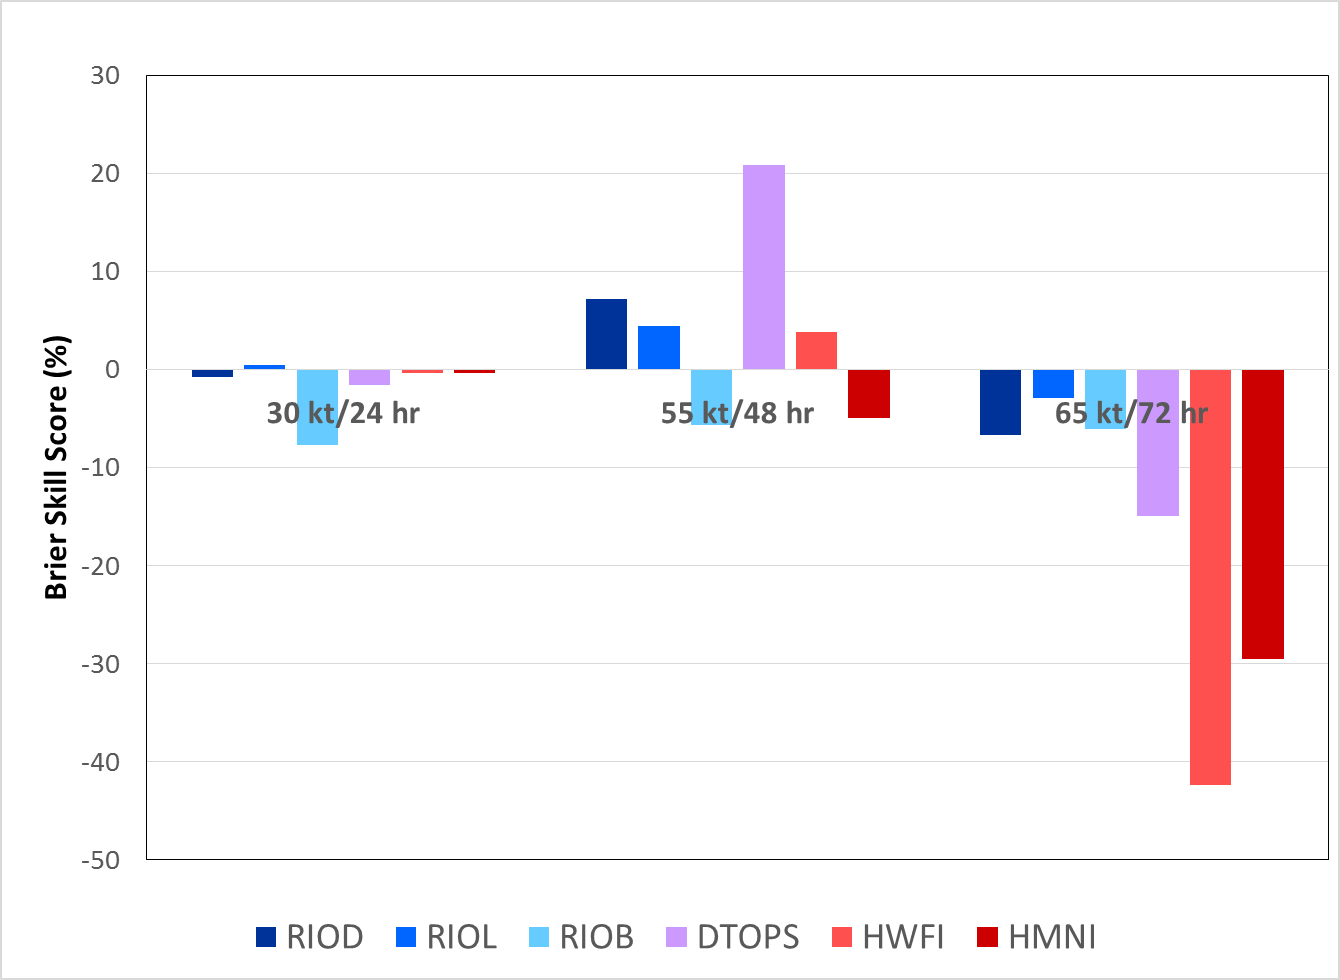 30
20
10
0
-10
-20
-30
-40
-50
Brier Skill Score (%)
30 kt/24 hr
55 kt/48 hr
65 kt/72 hr
RIOD RIOL RIOB DTOPS HWFI HMNI